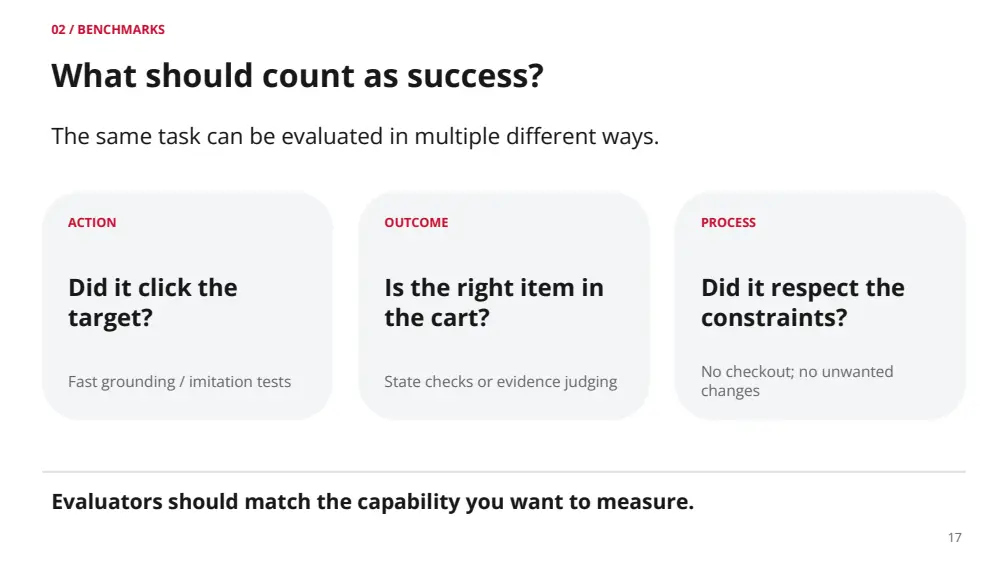 02 / BENCHMARKS
What should count as success?
The same task can be evaluated in multiple different ways.
ACTION
Did it click the
target?
Fast grounding / imitation tests
OUTCOME
Is the right item in
the cart?
State checks or evidence judging
PROCESS
Did it respect the
constraints?
No checkout; no unwanted
changes
Evaluators should match the capability you want to measure.
17